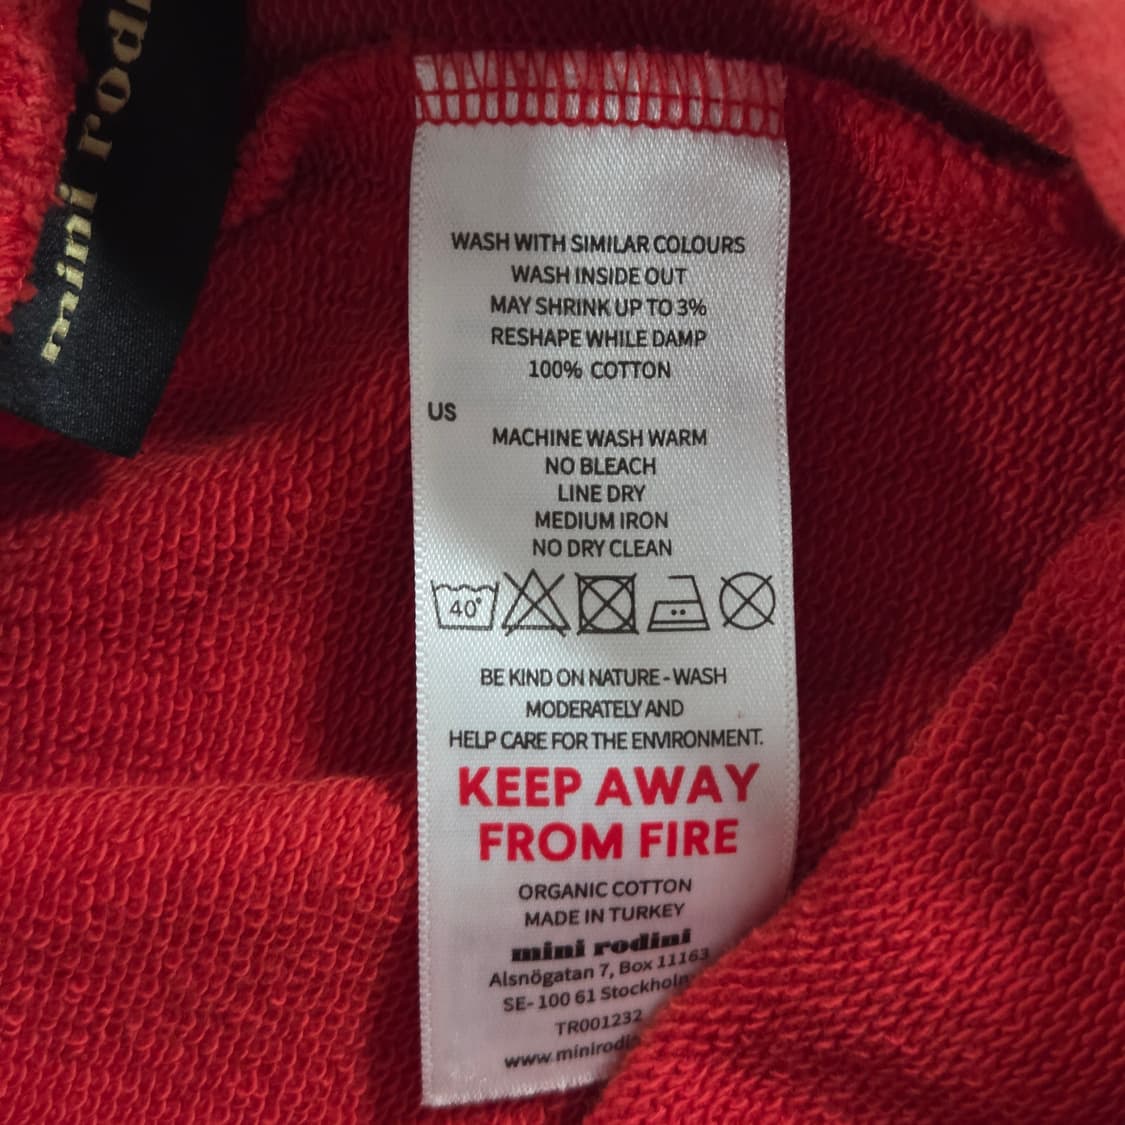 mini rodi
WASH WITH SIMILAR COLOURS
WASH INSIDE OUT
MAY SHRINK UP TO 3%
RESHAPE WHILE DAMP
100% COTTON
US
MACHINE WASH WARM
NO BLEACH
LINE DRY
MEDIUM IRON
NO DRY CLEAN
40°
BE KIND ON NATURE - WASH
MODERATELY AND
HELP CARE FOR THE ENVIRONMENT.
KEEP AWAY
FROM FIRE
ORGANIC COTTON
MADE IN TURKEY
mini rodini
Alsnögatan 7, Box 11163
SE- 100 61 Stockholm
TR001232
www.minirodi